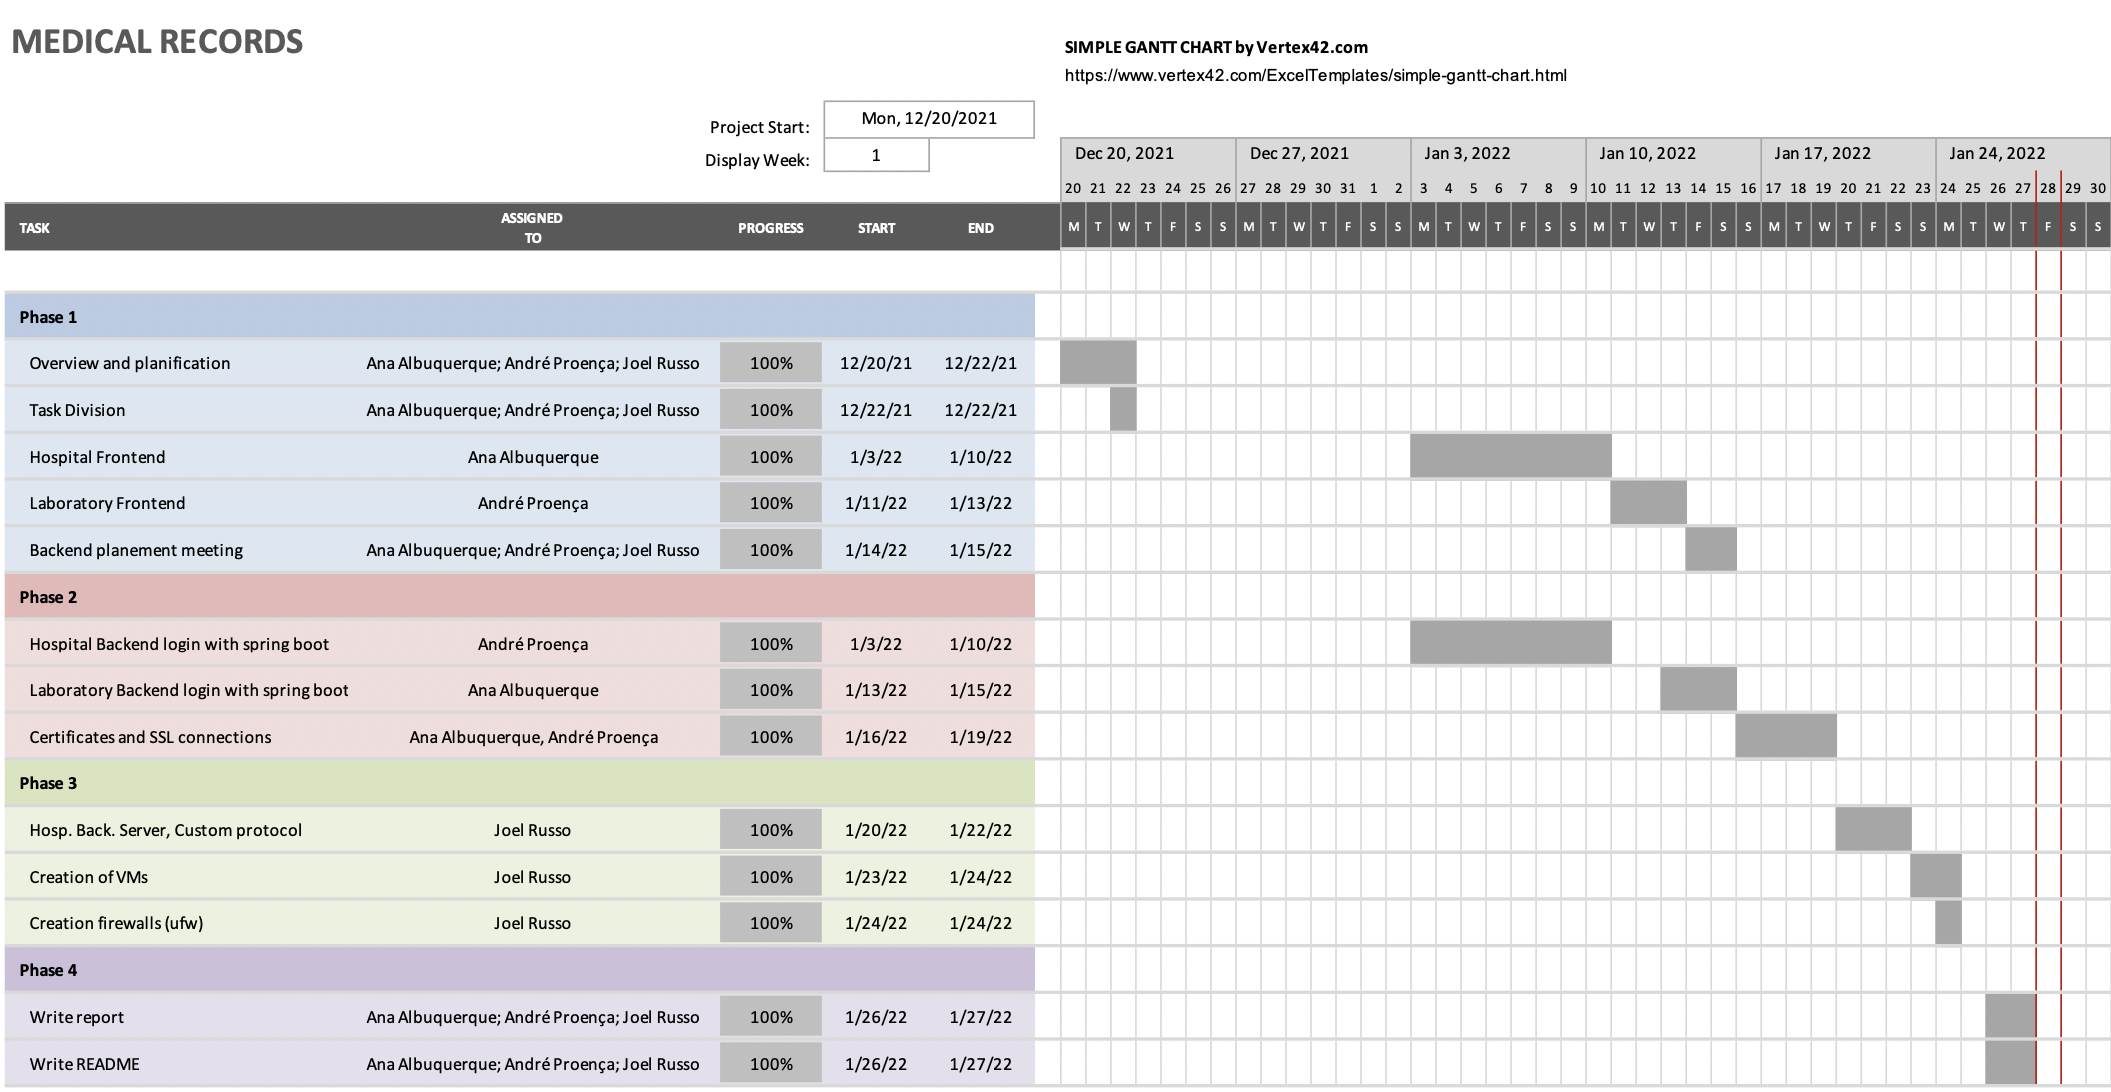 MEDICAL RECORDS
SIMPLE GANTT CHART by Vertex42.com
https://www.vertex42.com/ExcelTemplates/simple-gantt-chart.html
Project Start: Mon, 12/20/2021
Display Week: 1
Dec 20, 2021 Dec 27, 2021 Jan 3, 2022 Jan 10, 2022 Jan 17, 2022 Jan 24, 2022
20 21 22 23 24 25 26 27 28 29 30 31 1 2 3 4 5 6 7 8 9 10 11 12 13 14 15 16 17 18 19 20 21 22 23 24 25 26 27 28 29 30
TASK ASSIGNED TO PROGRESS START END M T W T F S S M T W T F S S M T W T F S S M T W T F S S M T W T F S S M T W T F S S
Phase 1
Overview and planification Ana Albuquerque; André Proença; Joel Russo 100% 12/20/21 12/22/21
Task Division Ana Albuquerque; André Proença; Joel Russo 100% 12/22/21 12/22/21
Hospital Frontend Ana Albuquerque 100% 1/3/22 1/10/22
Laboratory Frontend André Proença 100% 1/11/22 1/13/22
Backend planement meeting Ana Albuquerque; André Proença; Joel Russo 100% 1/14/22 1/15/22
Phase 2
Hospital Backend login with spring boot André Proença 100% 1/3/22 1/10/22
Laboratory Backend login with spring boot Ana Albuquerque 100% 1/13/22 1/15/22
Certificates and SSL connections Ana Albuquerque, André Proença 100% 1/16/22 1/19/22
Phase 3
Hosp. Back. Server, Custom protocol Joel Russo 100% 1/20/22 1/22/22
Creation of VMs Joel Russo 100% 1/23/22 1/24/22
Creation firewalls (ufw) Joel Russo 100% 1/24/22 1/24/22
Phase 4
Write report Ana Albuquerque; André Proença; Joel Russo 100% 1/26/22 1/27/22
Write README Ana Albuquerque; André Proença; Joel Russo 100% 1/26/22 1/27/22